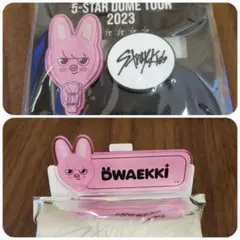 5-STAR DOME TOUR
2023
Stray Kids
DWAEKKI